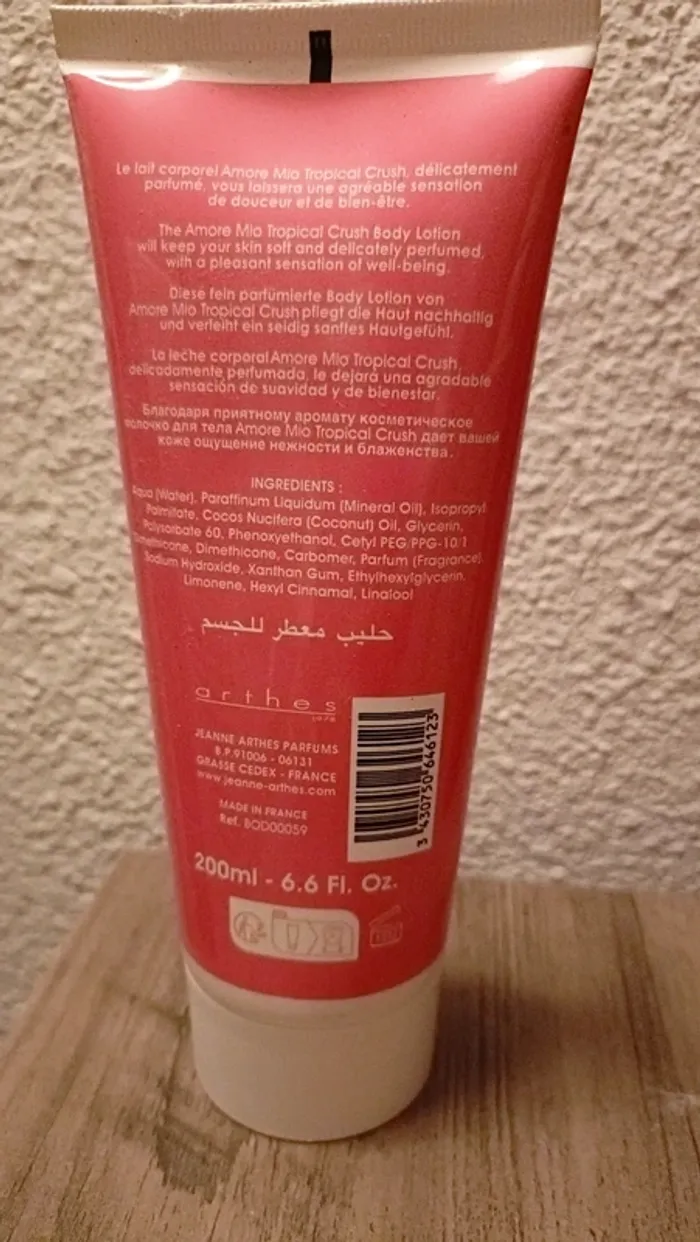 Le lait corporel Amore Mio Tropical Crush, délicatement
parfumé, vous laissera une agréable sensation
de douceur et de bien-être.
The Amore Mio Tropical Crush Body Lotion
will keep your skin soft and delicately perfumed,
with a pleasant sensation of well-being.
Diese fein parfümierte Body Lotion von
Amore Mio Tropical Crush pflegt die Haut nachhaltig
und verleiht ein seidig sanftes Hautgefühl.
La leche corporal Amore Mio Tropical Crush,
delicadamente perfumada, le dejará una agradable
sensación de suavidad y de bienestar.
Благодаря приятному аромату косметическое
молочко для тела Amore Mio Tropical Crush дает вашей
коже ощущение нежности и блаженства.
INGREDIENTS :
Aqua (Water), Paraffinum Liquidum (Mineral Oil), Isopropyl
Palmitate, Cocos Nucifera (Coconut) Oil, Glycerin,
Polysorbate 60, Phenoxyethanol, Cetyl PEG/PPG-10/1
Dimethicone, Dimethicone, Carbomer, Parfum (Fragrance),
Sodium Hydroxide, Xanthan Gum, Ethylhexylglycerin,
Limonene, Hexyl Cinnamal, Linalool
حليب معطر للجسم
arthes
1978
JEANNE ARTHES PARFUMS
B.P.91006 - 06131
GRASSE CEDEX - FRANCE
www.jeanne-arthes.com
MADE IN FRANCE
Ref. BOD00059
3 430750 646123
200ml - 6.6 Fl. Oz.